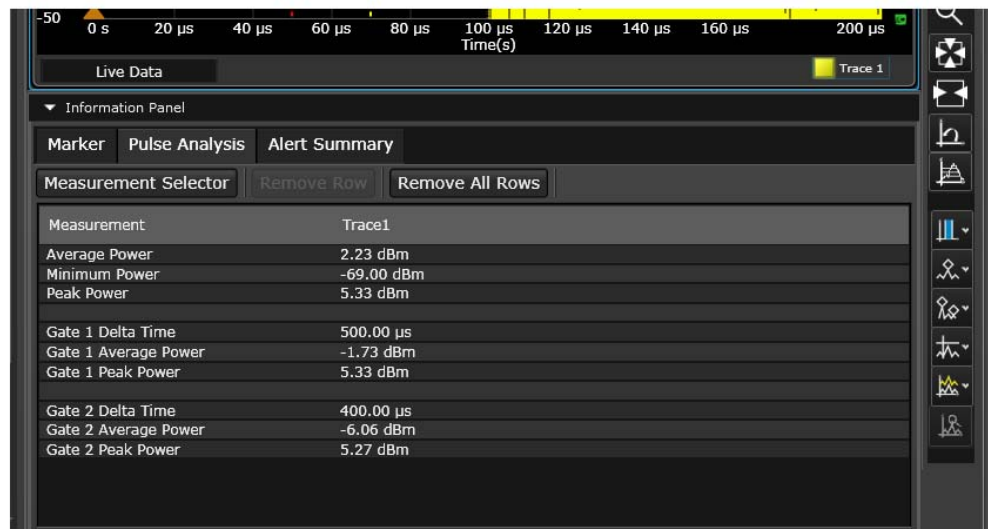 -50
0 s 20 µs 40 µs 60 µs 80 µs 100 µs 120 µs 140 µs 160 µs 200 µs
Time(s)
Live Data Trace 1
Information Panel
Marker Pulse Analysis Alert Summary
Measurement Selector Remove Row Remove All Rows
Measurement Trace1
Average Power 2.23 dBm
Minimum Power -69.00 dBm
Peak Power 5.33 dBm
Gate 1 Delta Time 500.00 µs
Gate 1 Average Power -1.73 dBm
Gate 1 Peak Power 5.33 dBm
Gate 2 Delta Time 400.00 µs
Gate 2 Average Power -6.06 dBm
Gate 2 Peak Power 5.27 dBm